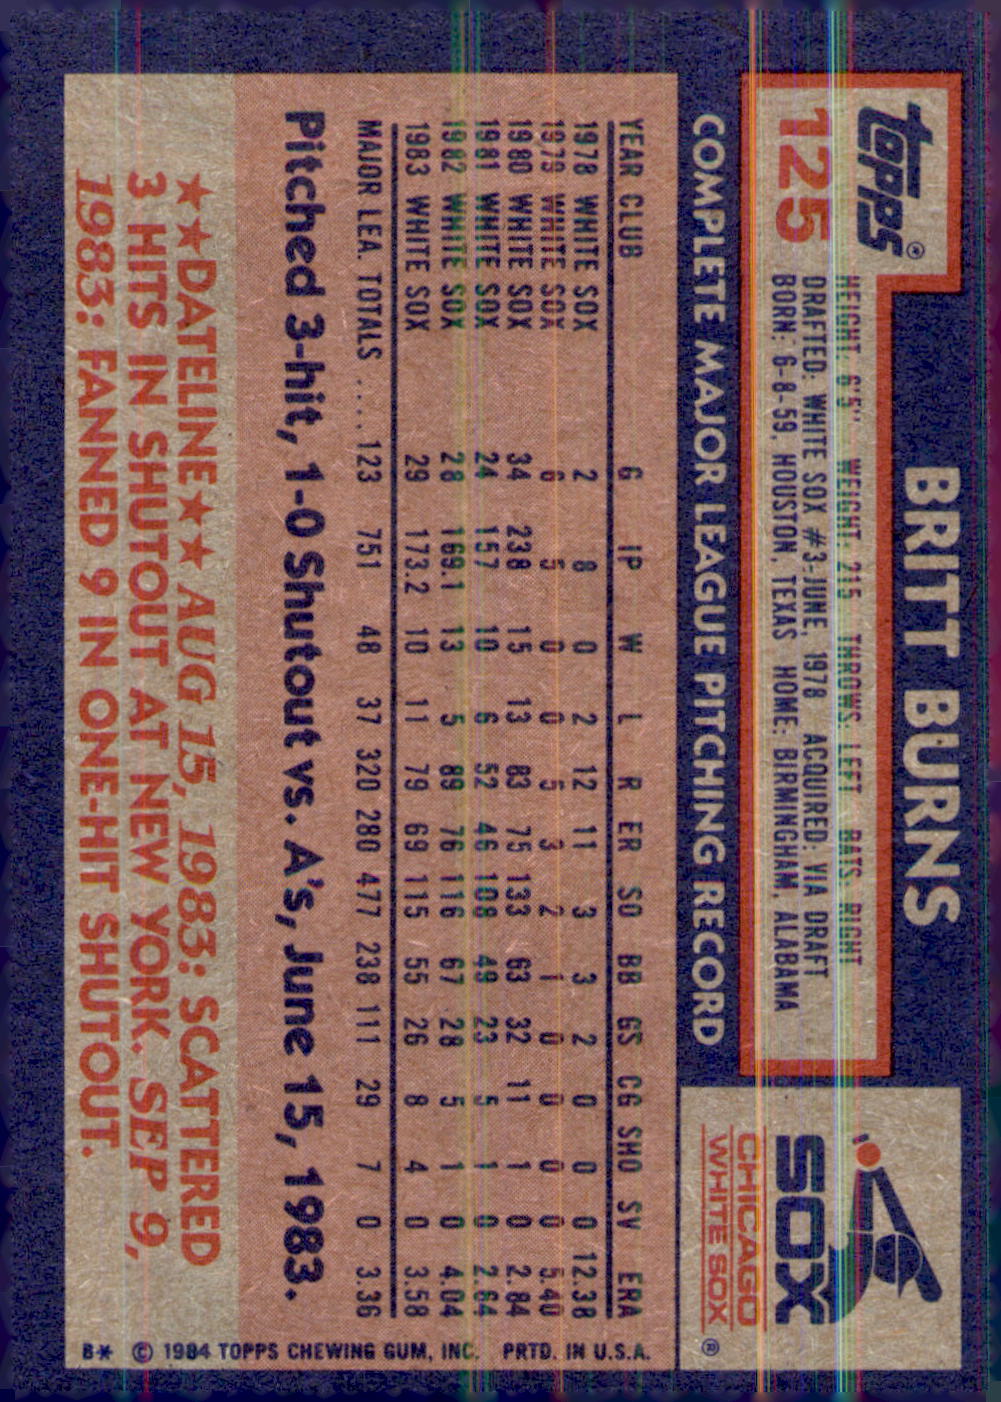 BRITT BURNS
topps®
125
HEIGHT: 6'5" WEIGHT: 215 THROWS: LEFT BATS: RIGHT
DRAFTED: WHITE SOX #3-JUNE, 1978 ACQUIRED: VIA DRAFT
BORN: 6-8-59, HOUSTON, TEXAS HOME: BIRMINGHAM, ALABAMA
SOX
CHICAGO
WHITE SOX ®
COMPLETE MAJOR LEAGUE PITCHING RECORD
YEAR CLUB G IP W L R ER SO BB GS CG SHO SV ERA
1978 WHITE SOX 2 8 0 2 12 11 3 3 2 0 0 0 12.38
1979 WHITE SOX 6 5 0 0 5 3 2 1 0 0 0 0 5.40
1980 WHITE SOX 34 238 15 13 83 75 133 63 32 11 1 0 2.84
1981 WHITE SOX 24 157 10 6 52 46 108 49 23 5 1 0 2.64
1982 WHITE SOX 28 169.1 13 5 89 76 116 67 28 5 1 0 4.04
1983 WHITE SOX 29 173.2 10 11 79 69 115 55 26 8 4 0 3.58
MAJOR LEA. TOTALS .... 123 751 48 37 320 280 477 238 111 29 7 0 3.36
Pitched 3-hit, 1-0 Shutout vs. A's, June 15, 1983.
★★DATELINE★★ AUG 15, 1983: SCATTERED
3 HITS IN SHUTOUT AT NEW YORK. SEP 9,
1983: FANNED 9 IN ONE-HIT SHUTOUT.
B* © 1984 TOPPS CHEWING GUM, INC. PRTD. IN U.S.A.